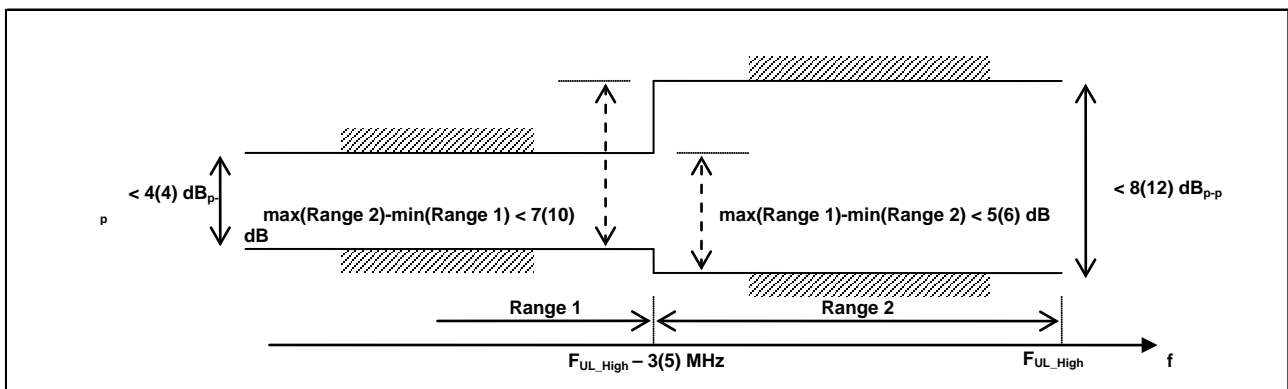 < 4(4) dBp-
p
max(Range 2)-min(Range 1) < 7(10)
dB
max(Range 1)-min(Range 2) < 5(6) dB
< 8(12) dBp-p
Range 1
Range 2
FUL_High – 3(5) MHz
FUL_High
f